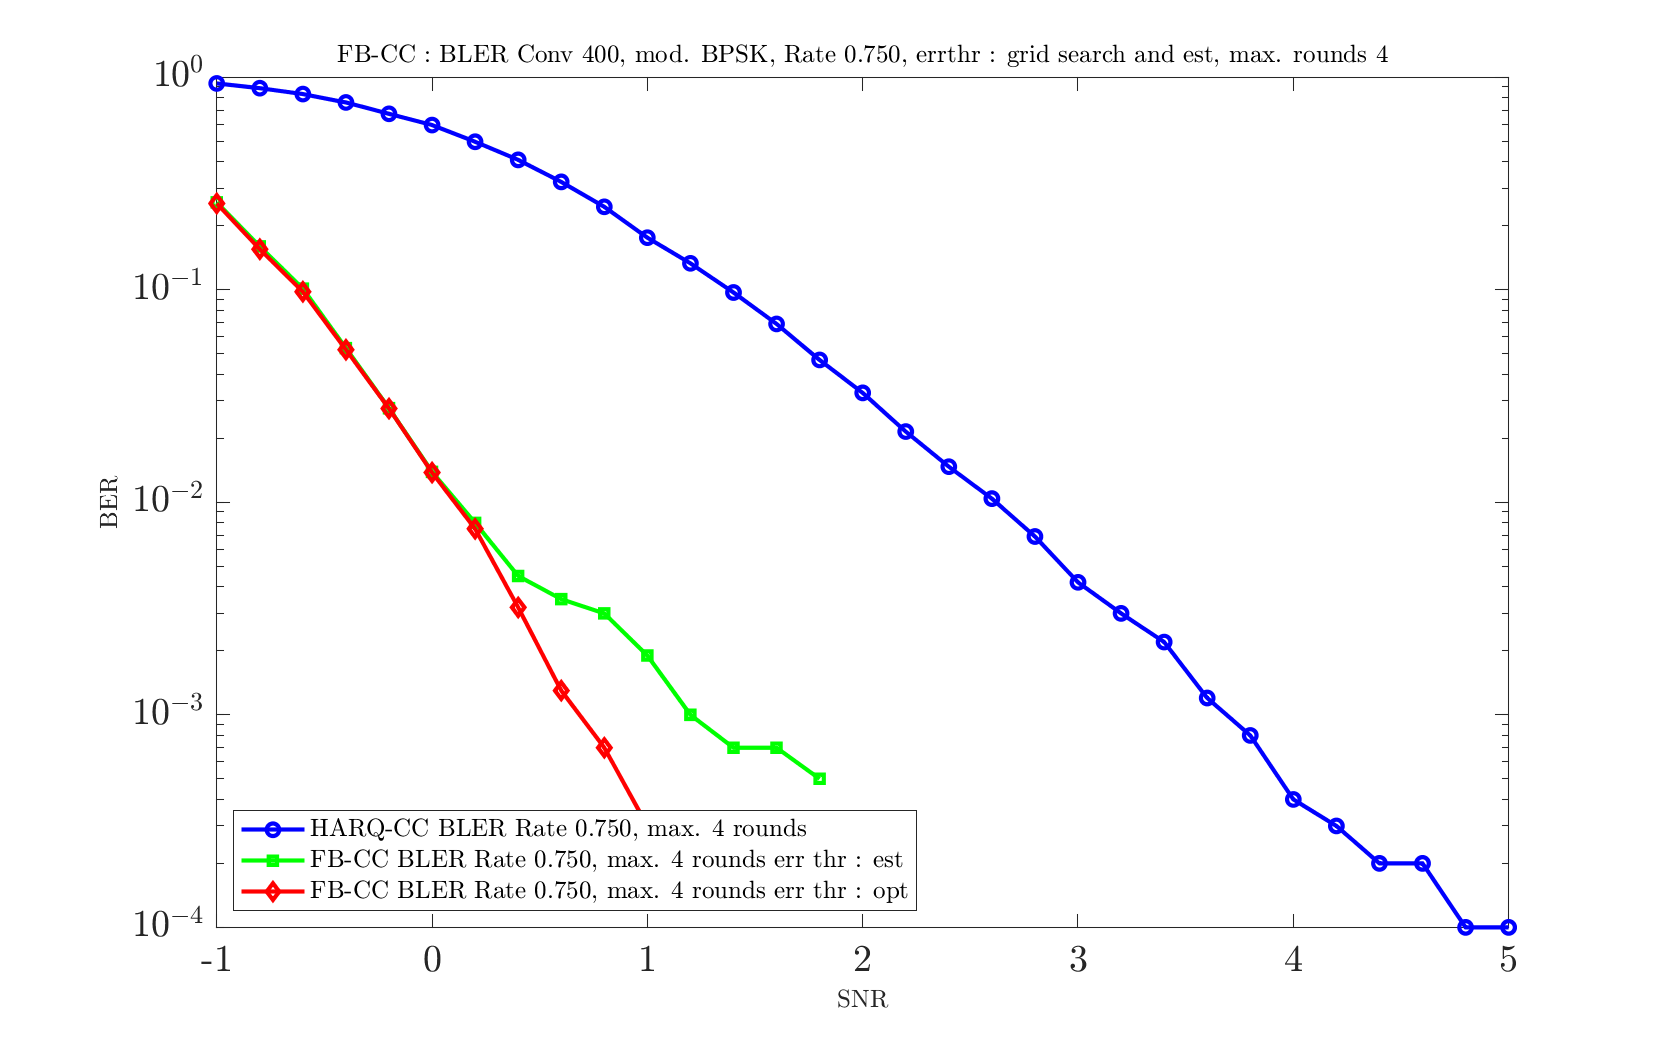 FB-CC : BLER Conv 400, mod. BPSK, Rate 0.750, errthr : grid search and est, max. rounds 4
10^0
10^-1
10^-2
10^-3
10^-4
BER
HARQ-CC BLER Rate 0.750, max. 4 rounds
FB-CC BLER Rate 0.750, max. 4 rounds err thr : est
FB-CC BLER Rate 0.750, max. 4 rounds err thr : opt
-1 0 1 2 3 4 5
SNR